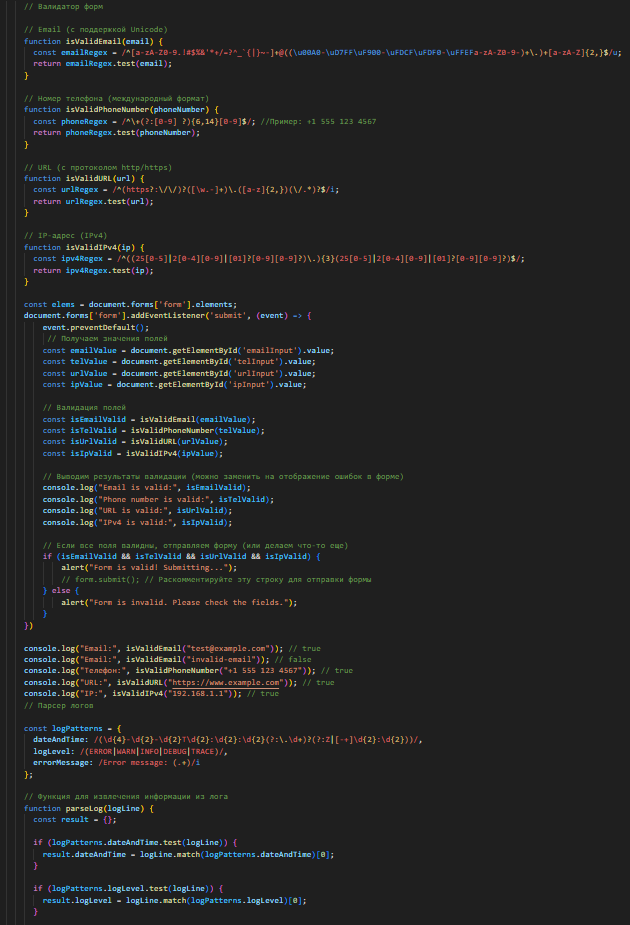 // Валидатор форм
// Email (с поддержкой Unicode)
function isValidEmail(email) {
const emailRegex = /^[a-zA-Z0-9.!#$%&'*+/=?^_`{|}~-]+@((\u00A0-\uD7FF\uF900-\uFDCF\uFDF0-\uFFEFa-zA-Z0-9-)+\.)+[a-zA-Z]{2,}$/u;
return emailRegex.test(email);
}
// Номер телефона (международный формат)
function isValidPhoneNumber(phoneNumber) {
const phoneRegex = /^\+(?:[0-9] ?){6,14}[0-9]$/; //Пример: +1 555 123 4567
return phoneRegex.test(phoneNumber);
}
// URL (с протоколом http/https)
function isValidURL(url) {
const urlRegex = /^(https?:\/\/)?([\w.-]+)\.([a-z]{2,})(\/.*)?$/i;
return urlRegex.test(url);
}
// IP-адрес (IPv4)
function isValidIPv4(ip) {
const ipv4Regex = /^((25[0-5]|2[0-4][0-9]|[01]?[0-9][0-9]?)\.){3}(25[0-5]|2[0-4][0-9]|[01]?[0-9][0-9]?)$/;
return ipv4Regex.test(ip);
}
const elems = document.forms['form'].elements;
document.forms['form'].addEventListener('submit', (event) => {
event.preventDefault();
// Получаем значения полей
const emailValue = document.getElementById('emailInput').value;
const telValue = document.getElementById('telInput').value;
const urlValue = document.getElementById('urlInput').value;
const ipValue = document.getElementById('ipInput').value;
// Валидация полей
const isEmailValid = isValidEmail(emailValue);
const isTelValid = isValidPhoneNumber(telValue);
const isUrlValid = isValidURL(urlValue);
const isIpValid = isValidIPv4(ipValue);
// Выводим результаты валидации (можно заменить на отображение ошибок в форме)
console.log("Email is valid:", isEmailValid);
console.log("Phone number is valid:", isTelValid);
console.log("URL is valid:", isUrlValid);
console.log("IPv4 is valid:", isIpValid);
// Если все поля валидны, отправляем форму (или делаем что-то еще)
if (isEmailValid && isTelValid && isUrlValid && isIpValid) {
alert("Form is valid! Submitting...");
// form.submit(); // Раскомментируйте эту строку для отправки формы
} else {
alert("Form is invalid. Please check the fields.");
}
})
console.log("Email:", isValidEmail("test@example.com")); // true
console.log("Email:", isValidEmail("invalid-email")); // false
console.log("Телефон:", isValidPhoneNumber("+1 555 123 4567")); // true
console.log("URL:", isValidURL("https://www.example.com")); // true
console.log("IP:", isValidIPv4("192.168.1.1")); // true
// Парсер логов
const logPatterns = {
dateAndTime: /(\d{4}-\d{2}-\d{2}T\d{2}:\d{2}:\d{2}(?:\.\d+)?(?:Z|[-+]\d{2}:\d{2}))/,
logLevel: /(ERROR|WARN|INFO|DEBUG|TRACE)/,
errorMessage: /Error message: (.+)/i
};
// Функция для извлечения информации из лога
function parseLog(logLine) {
const result = {};
if (logPatterns.dateAndTime.test(logLine)) {
result.dateAndTime = logLine.match(logPatterns.dateAndTime)[0];
}
if (logPatterns.logLevel.test(logLine)) {
result.logLevel = logLine.match(logPatterns.logLevel)[0];
}